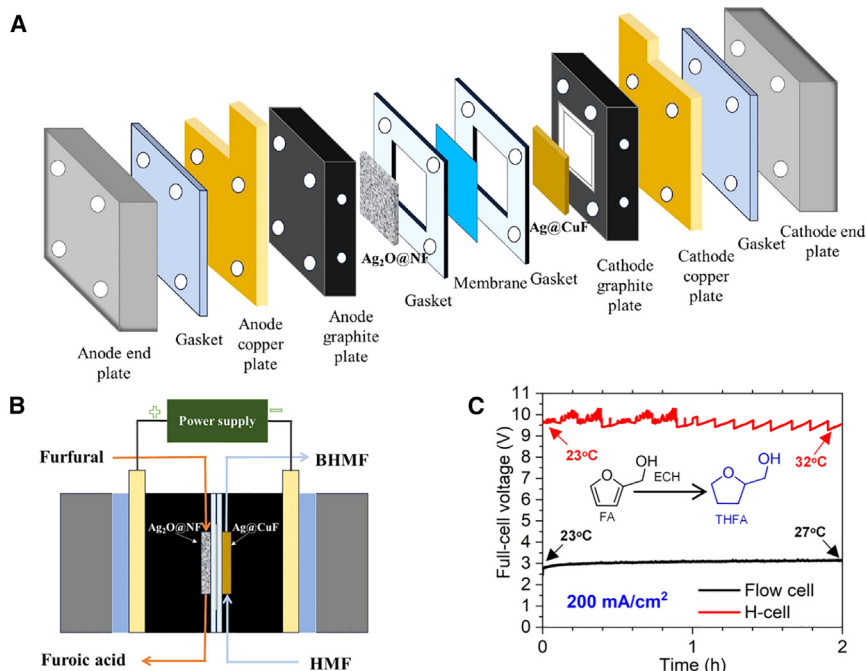 A
Anode end
plate
Gasket
Anode
copper
plate
Anode
graphite
plate
Ag₂O@NF
Gasket
Membrane
Gasket
Ag@CuF
Cathode
graphite
plate
Cathode
copper
plate
Gasket
Cathode end
plate
B
+
Power supply
−
Furfural
BHMF
Ag₂O@NF
Ag@CuF
Furoic acid
HMF
C
Full-cell voltage (V)
11
10
9
8
7
6
5
4
3
2
1
0
23°C
32°C
OH
O
FA
ECH
OH
O
THFA
23°C
27°C
200 mA/cm²
Flow cell
H-cell
0
1
2
Time (h)